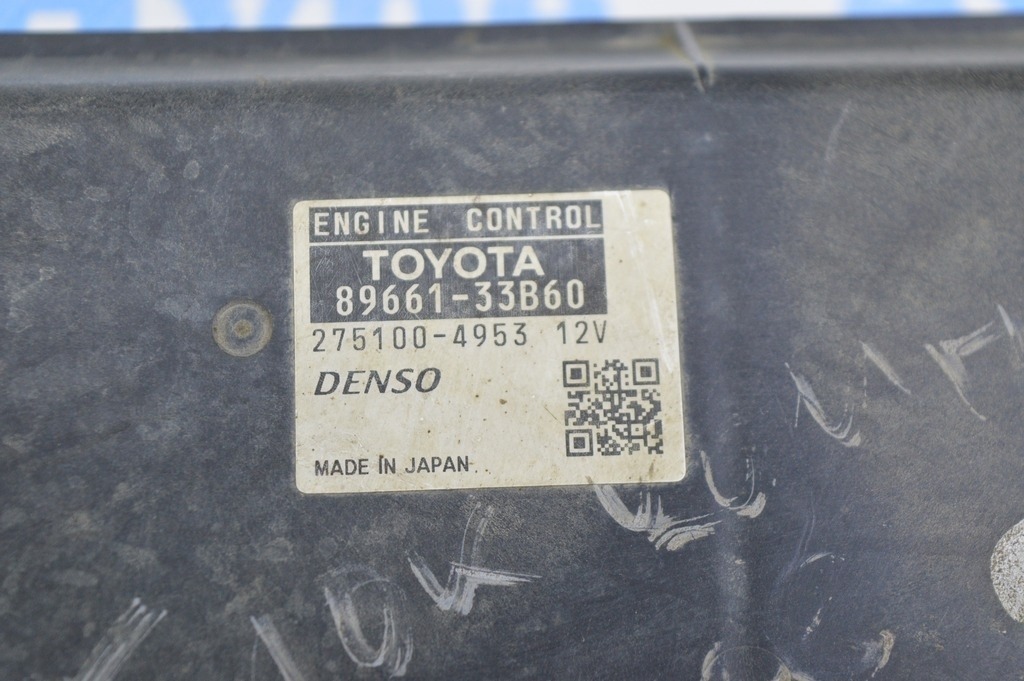 ENGINE CONTROL
TOYOTA
89661-33B60
275100-4953 12V
DENSO
MADE IN JAPAN